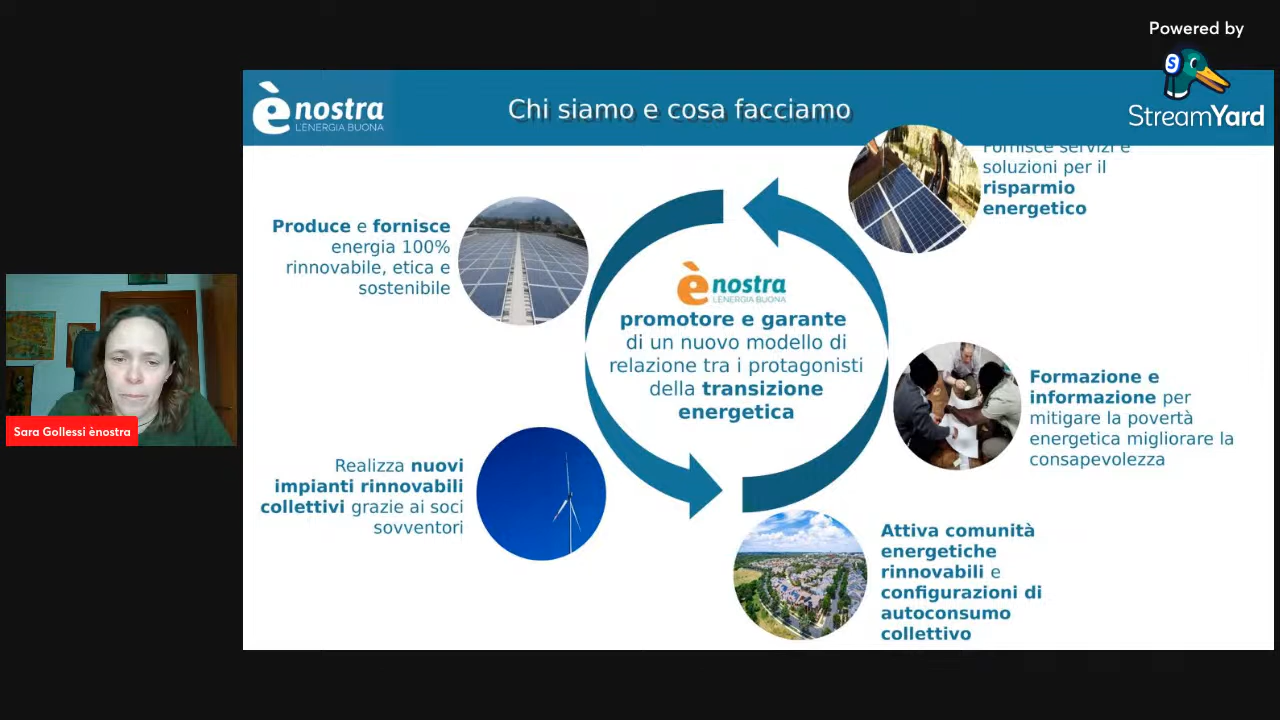 Powered by
StreamYard
ènostra
L'ENERGIA BUONA
Chi siamo e cosa facciamo
Produce e fornisce
energia 100%
rinnovabile, etica e
sostenibile
Fornisce servizi e
soluzioni per il
risparmio
energetico
ènostra
L'ENERGIA BUONA
promotore e garante
di un nuovo modello di
relazione tra i protagonisti
della transizione
energetica
Formazione e
informazione per
mitigare la povertà
energetica migliorare la
consapevolezza
Realizza nuovi
impianti rinnovabili
collettivi grazie ai soci
sovventori
Attiva comunità
energetiche
rinnovabili e
configurazioni di
autoconsumo
collettivo
Sara Gollessi ènostra